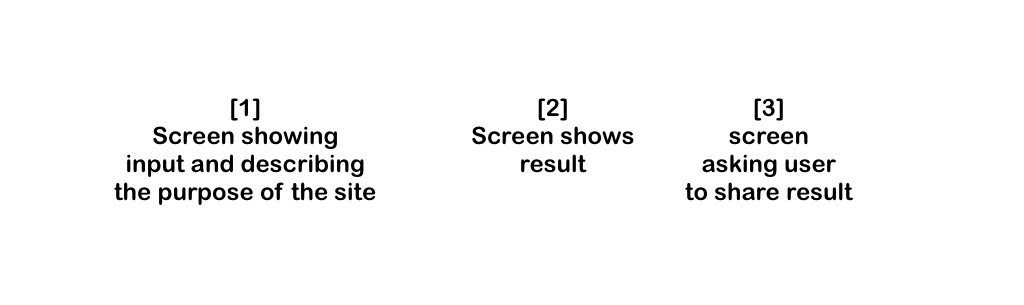 [1]
Screen showing
input and describing
the purpose of the site
[2]
Screen shows
result
[3]
screen
asking user
to share result